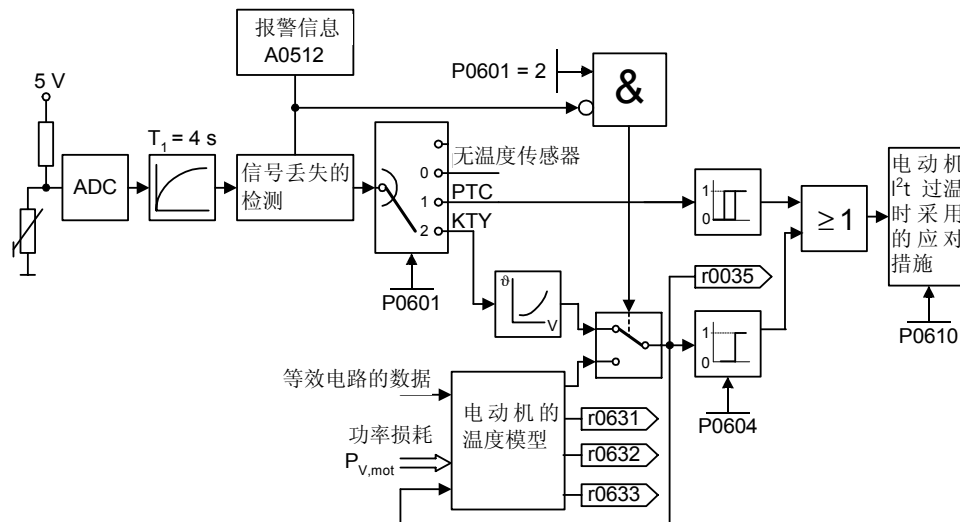 报警信息
A0512
P0601 = 2
&
5 V
T1 = 4 s
ADC
信号丢失的
检测
无温度传感器
0
PTC
1
KTY
2
P0601
ϑ
V
1
0
≥1
电动机
I²t 过温
时采用
的应对
措施
P0610
r0035
1
0
P0604
等效电路的数据
功率损耗
PV,mot
电动机的
温度模型
r0631
r0632
r0633